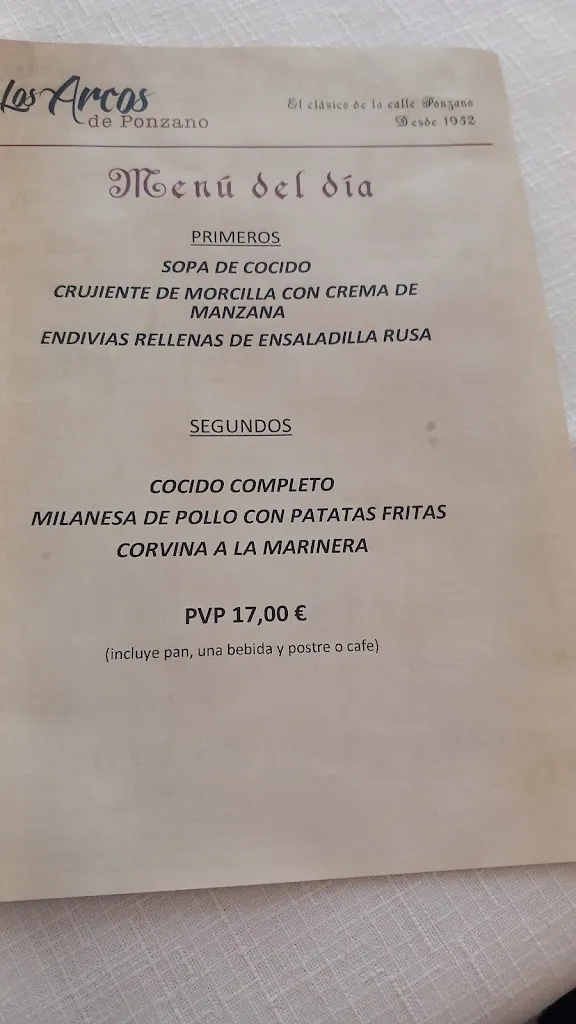 Los Arcos
de Ponzano
El clásico de la calle Ponzano
Desde 1952
Menú del día
PRIMEROS
SOPA DE COCIDO
CRUJIENTE DE MORCILLA CON CREMA DE
MANZANA
ENDIVIAS RELLENAS DE ENSALADILLA RUSA
SEGUNDOS
COCIDO COMPLETO
MILANESA DE POLLO CON PATATAS FRITAS
CORVINA A LA MARINERA
PVP 17,00 €
(incluye pan, una bebida y postre o cafe)